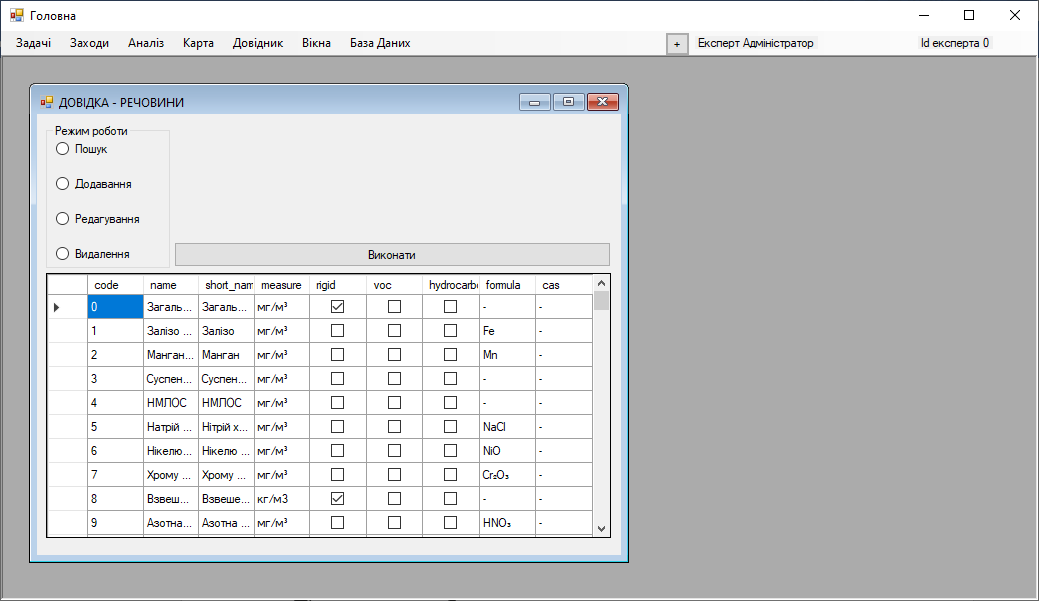 Головна
Задачі Заходи Аналіз Карта Довідник Вікна База Даних + Експерт Адміністратор Id експерта 0
ДОВІДКА - РЕЧОВИНИ
Режим роботи
Пошук
Додавання
Редагування
Видалення
Виконати
code name short_nam measure rigid voc hydrocarbo formula cas
0 Загаль... Загаль... мг/м³ - -
1 Залізо ... Залізо мг/м³ Fe -
2 Манган... Манган мг/м³ Mn -
3 Суспен... Суспен... мг/м³ - -
4 НМЛОС НМЛОС мг/м³ - -
5 Натрій ... Нітрій х... мг/м³ NaCl -
6 Нікелю... Нікелю ... мг/м³ NiO -
7 Хрому ... Хрому ... мг/м³ Cr₂O₃ -
8 Взвеш... Взвеше... кг/м3 - -
9 Азотна... Азотна ... мг/м³ HNO₃ -